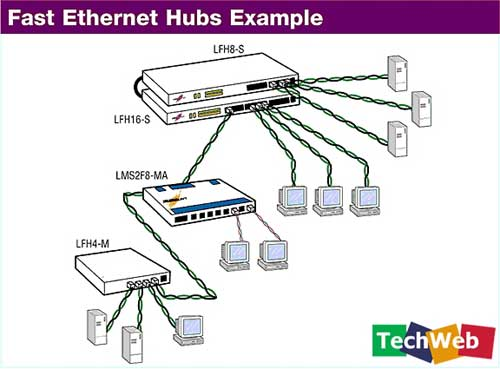 Fast Ethernet Hubs Example
LFH8-S
LFH16-S
LMS2F8-MA
LFH4-M
TechWeb